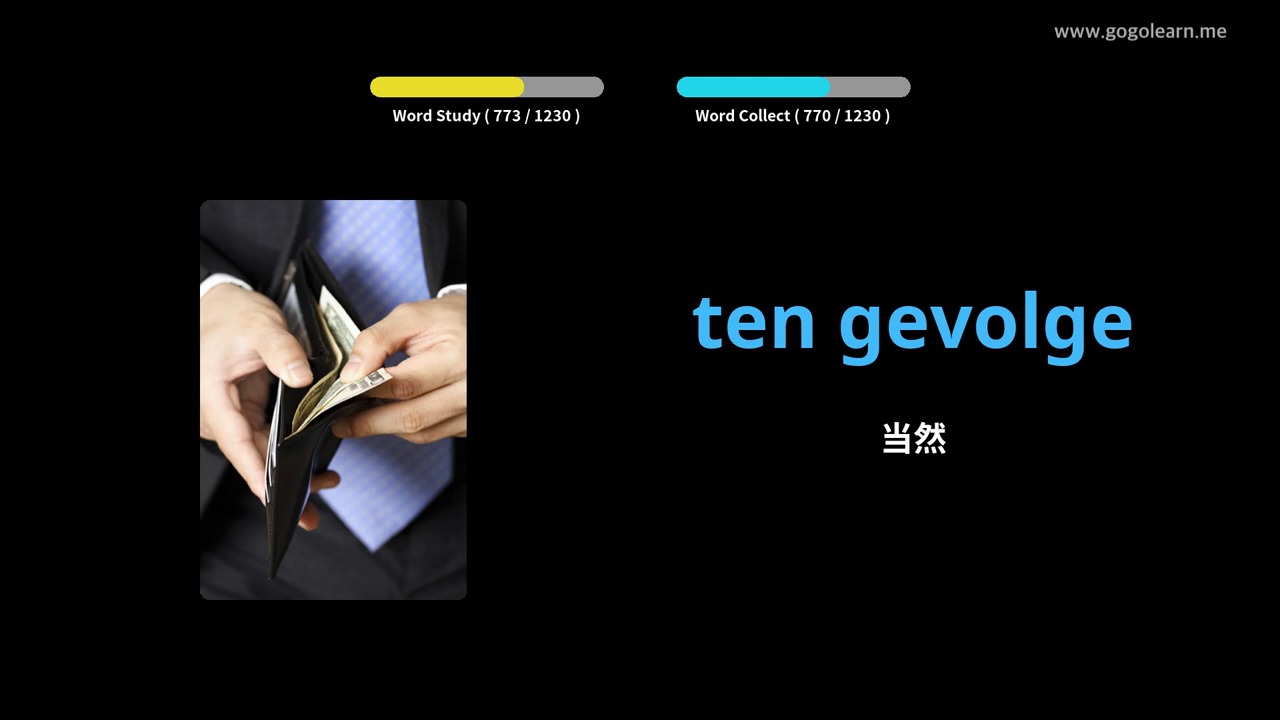 www.gogolearn.me
Word Study ( 773 / 1230 )
Word Collect ( 770 / 1230 )
ten gevolge
当然